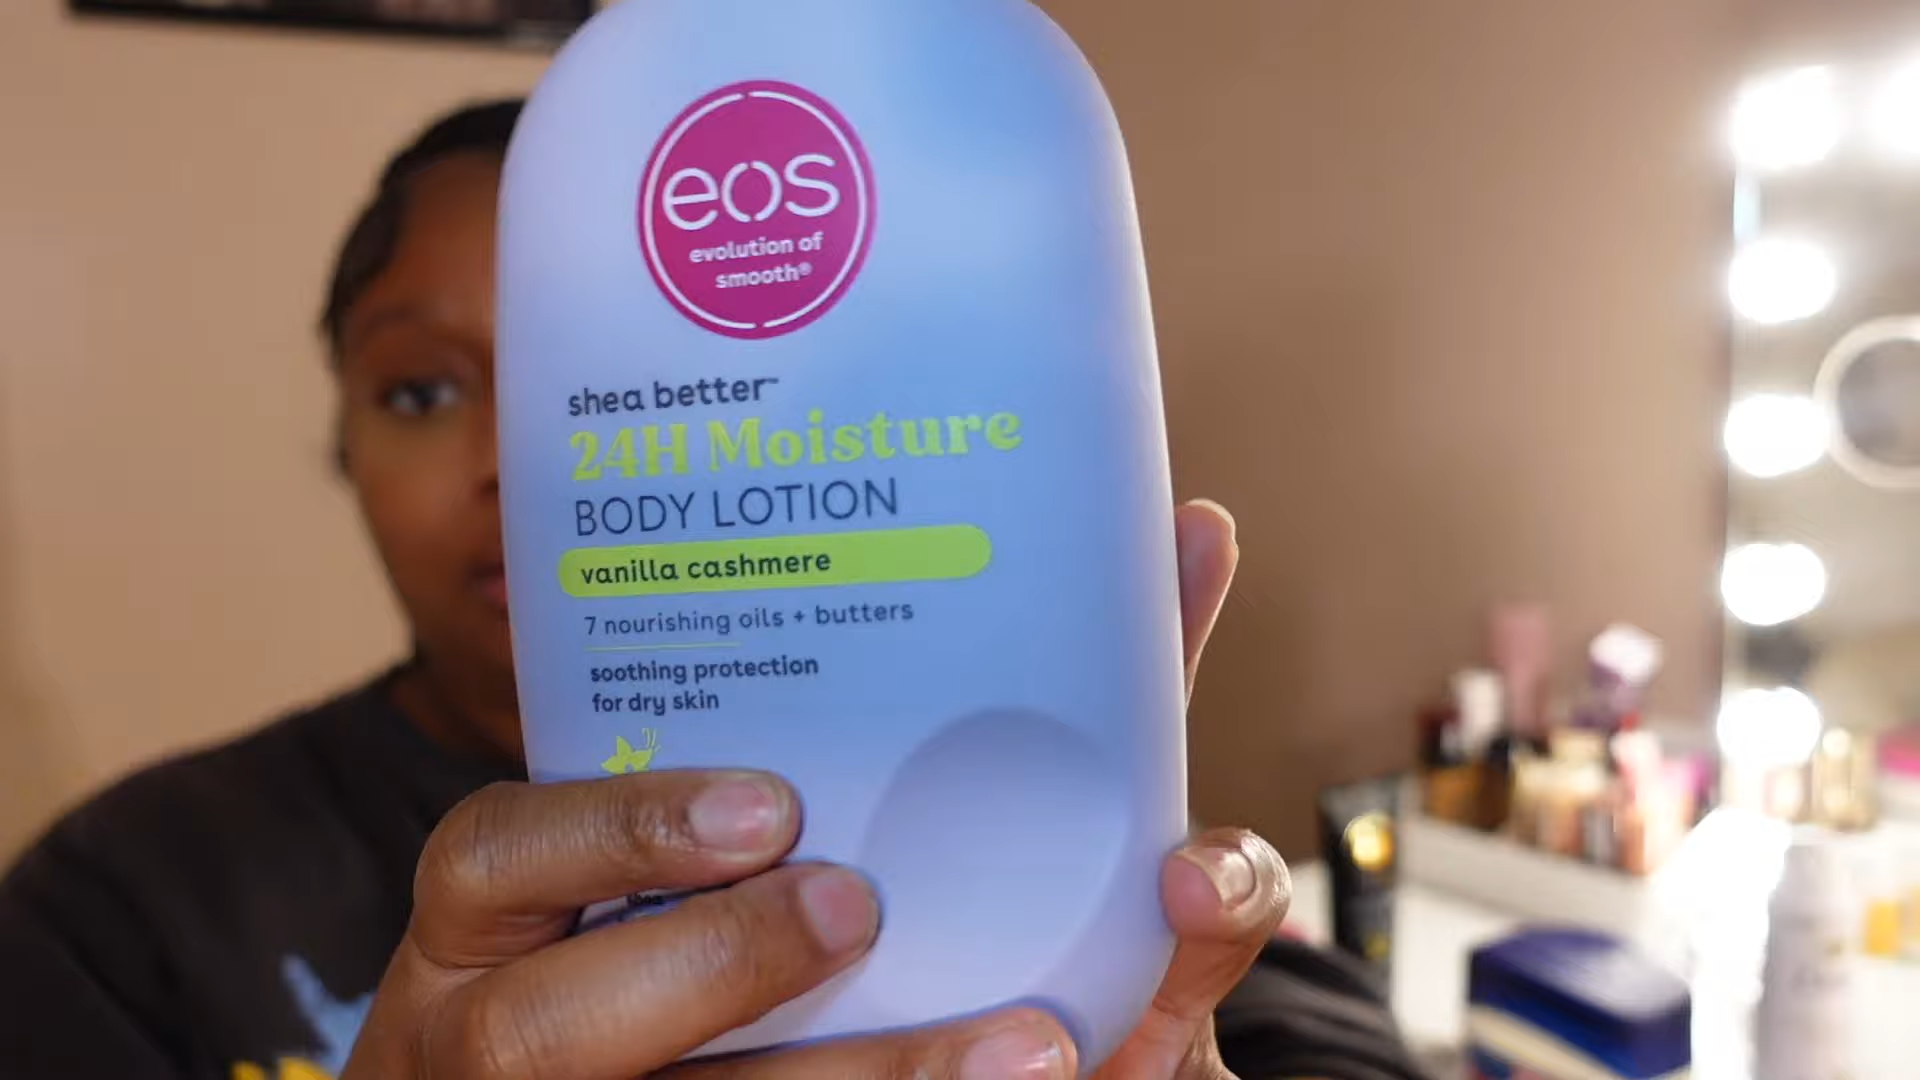 eos
evolution of
smooth®
shea better™
24H Moisture
BODY LOTION
vanilla cashmere
7 nourishing oils + butters
soothing protection
for dry skin
shea